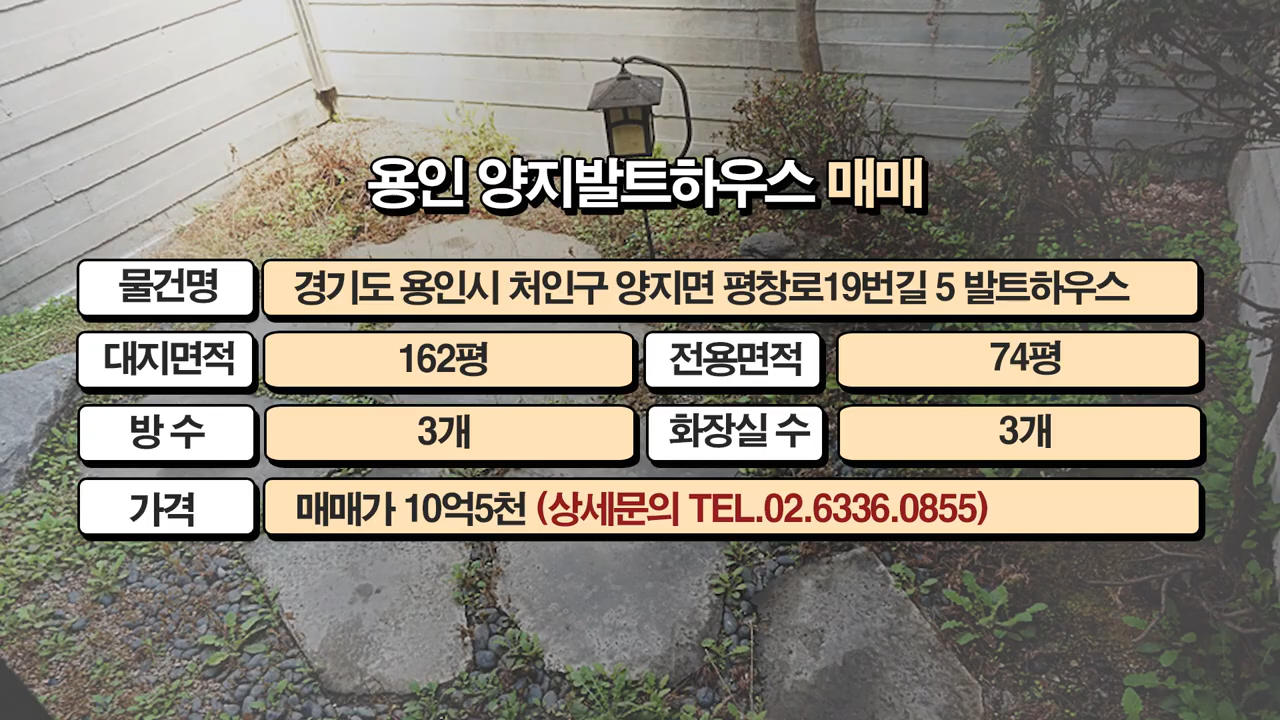 용인 양지발트하우스 매매
물건명 경기도 용인시 처인구 양지면 평창로19번길 5 발트하우스
대지면적 162평 전용면적 74평
방 수 3개 화장실 수 3개
가격 매매가 10억5천 (상세문의 TEL.02.6336.0855)